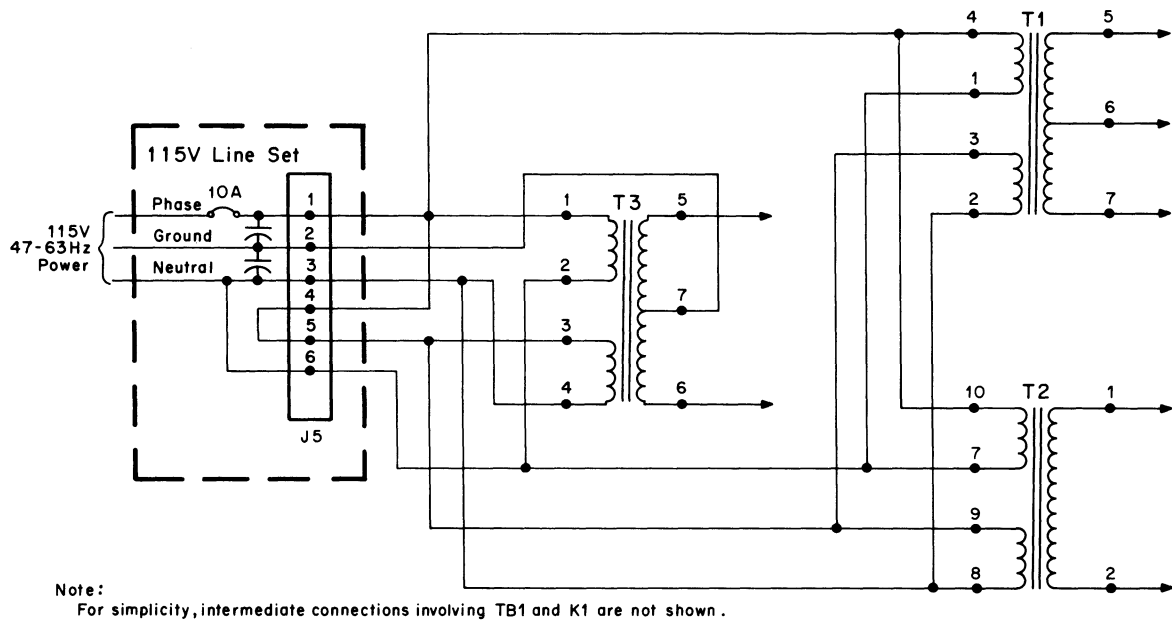 4 T1 5
1
6
3
2 7
115V Line Set
10A
Phase
Ground
Neutral
115V
47-63Hz
Power
1
2
3
4
5
6
J5
1 T3 5
2
7
3
4 6
10 T2 1
7
9
8 2
Note:
For simplicity, intermediate connections involving TB1 and K1 are not shown.